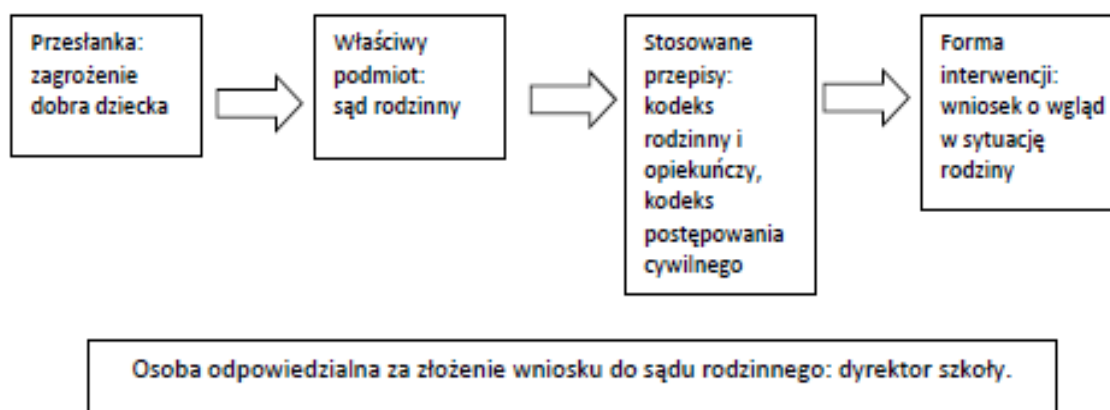 Przesłanka:
zagrożenie
dobra dziecka
Właściwy
podmiot:
sąd rodzinny
Stosowane
przepisy:
kodeks
rodzinny i
opiekuńczy,
kodeks
postępowania
cywilnego
Forma
interwencji:
wniosek o wgląd
w sytuację
rodziny
Osoba odpowiedzialna za złożenie wniosku do sądu rodzinnego: dyrektor szkoły.